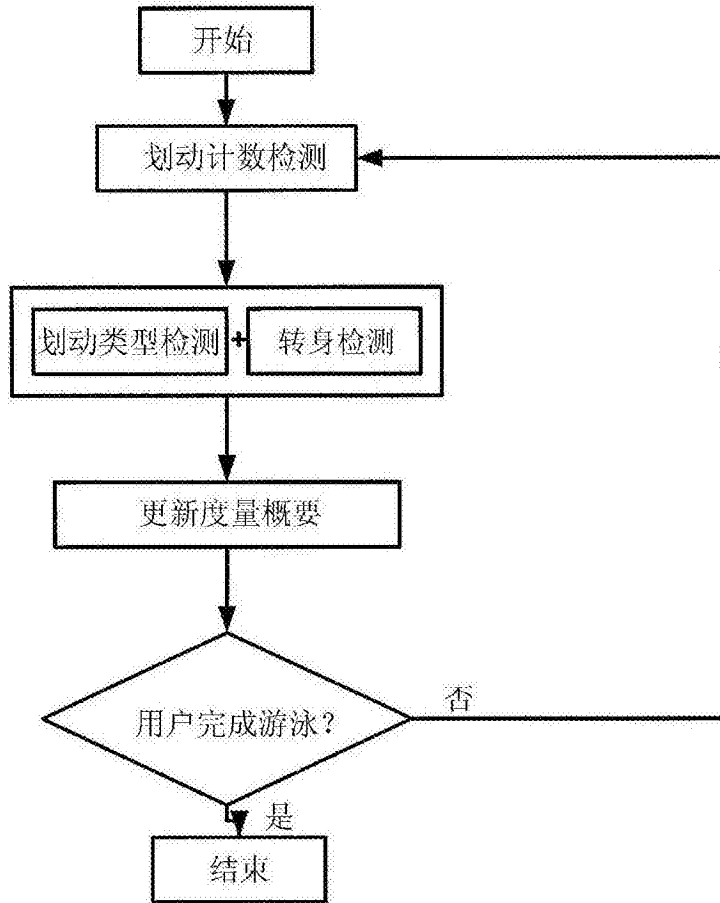 开始
划动计数检测
划动类型检测 + 转身检测
更新度量概要
用户完成游泳?
否
是
结束